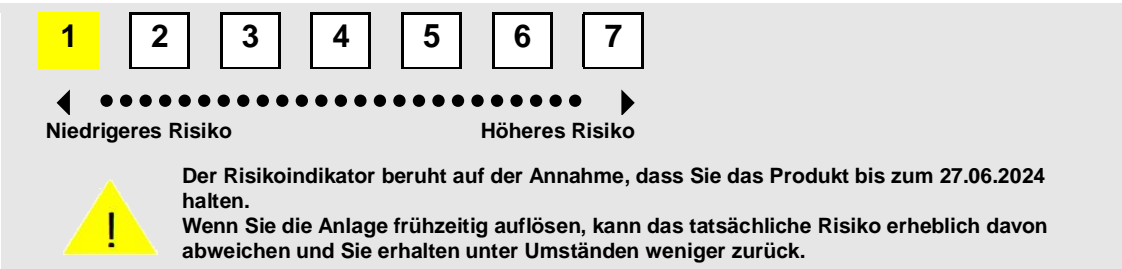 1 2 3 4 5 6 7
Niedrigeres Risiko Höheres Risiko
Der Risikoindikator beruht auf der Annahme, dass Sie das Produkt bis zum 27.06.2024
halten.
Wenn Sie die Anlage frühzeitig auflösen, kann das tatsächliche Risiko erheblich davon
abweichen und Sie erhalten unter Umständen weniger zurück.
!